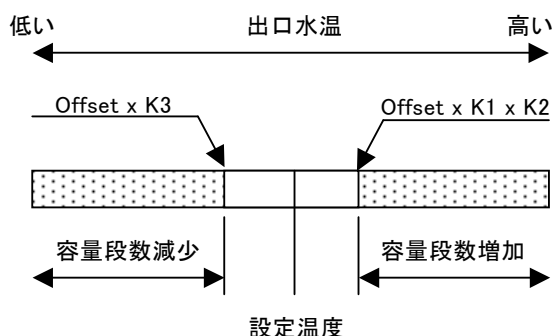 低い 出口水温 高い
Offset x K3 Offset x K1 x K2
容量段数減少 容量段数増加
設定温度